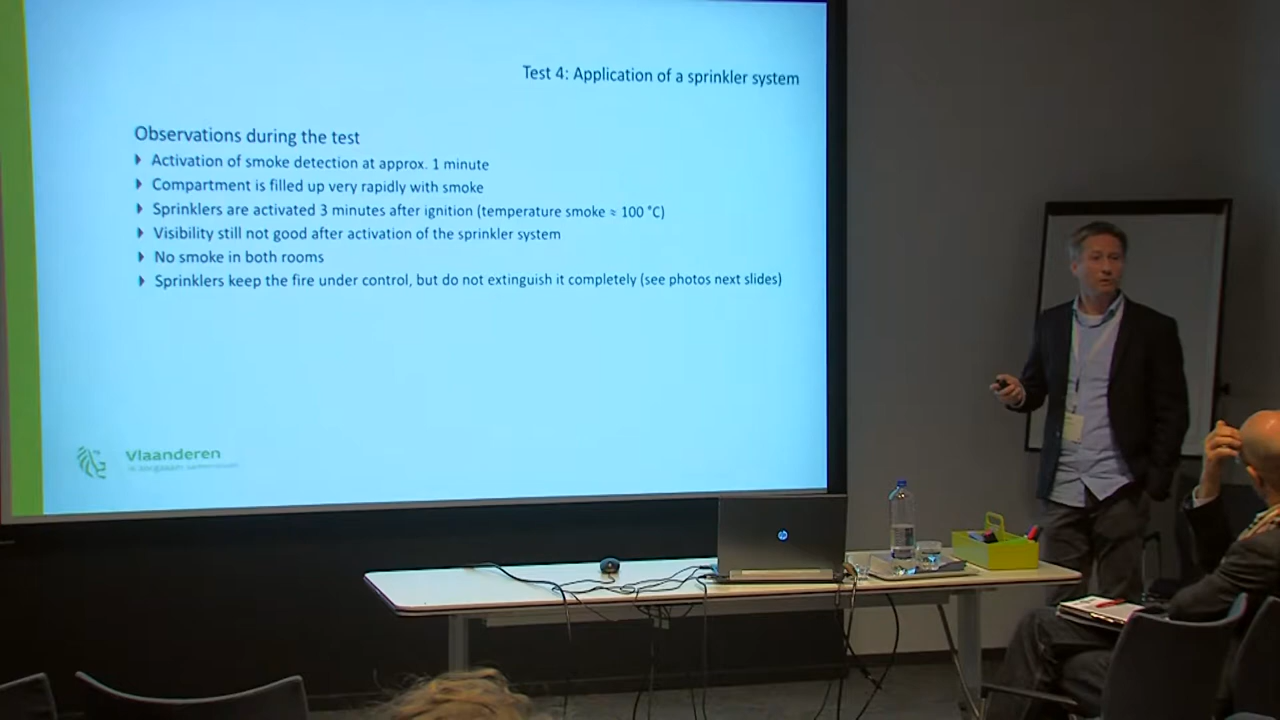 Test 4: Application of a sprinkler system
Observations during the test
Activation of smoke detection at approx. 1 minute
Compartment is filled up very rapidly with smoke
Sprinklers are activated 3 minutes after ignition (temperature smoke ≈ 100 °C)
Visibility still not good after activation of the sprinkler system
No smoke in both rooms
Sprinklers keep the fire under control, but do not extinguish it completely (see photos next slides)
Vlaanderen
hp